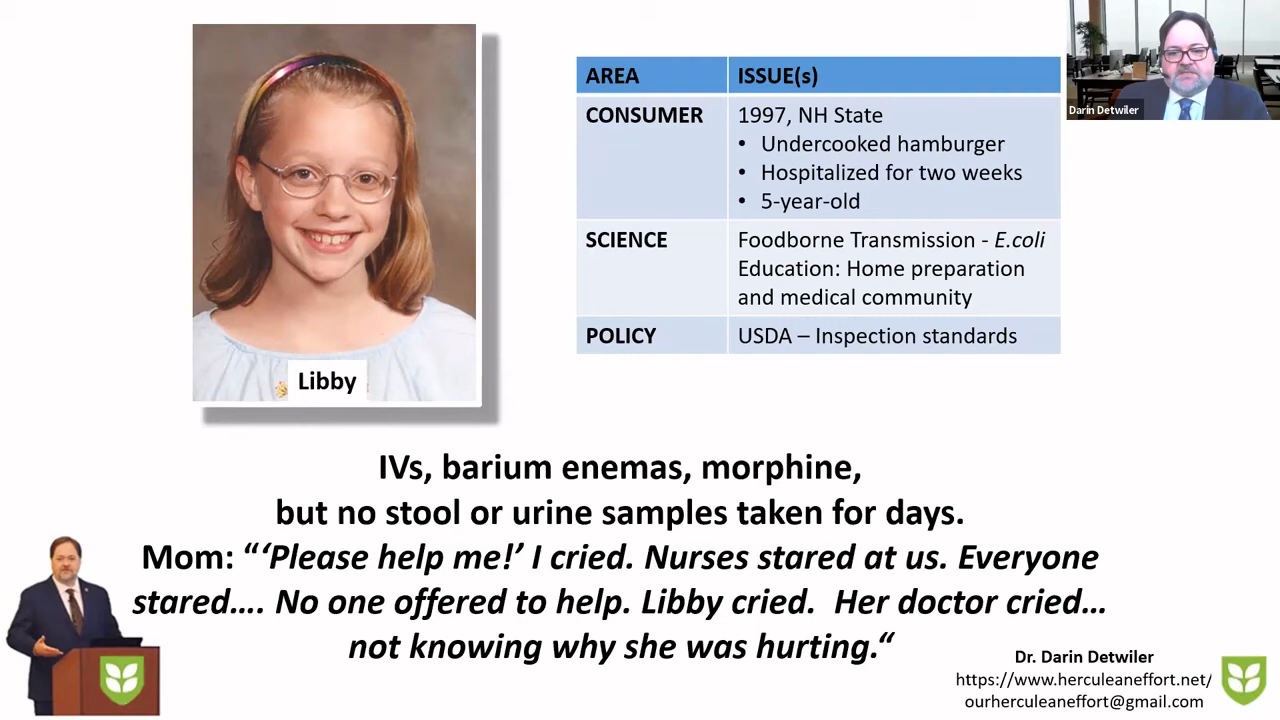 Libby
AREA ISSUE(s)
CONSUMER 1997, NH State
• Undercooked hamburger
• Hospitalized for two weeks
• 5-year-old
SCIENCE Foodborne Transmission - E.coli
Education: Home preparation
and medical community
POLICY USDA – Inspection standards
Darin Detwiler
IVs, barium enemas, morphine,
but no stool or urine samples taken for days.
Mom: “‘Please help me!’ I cried. Nurses stared at us. Everyone
stared…. No one offered to help. Libby cried.  Her doctor cried…
not knowing why she was hurting.“
Dr. Darin Detwiler
https://www.herculeaneffort.net/
ourherculeaneffort@gmail.com